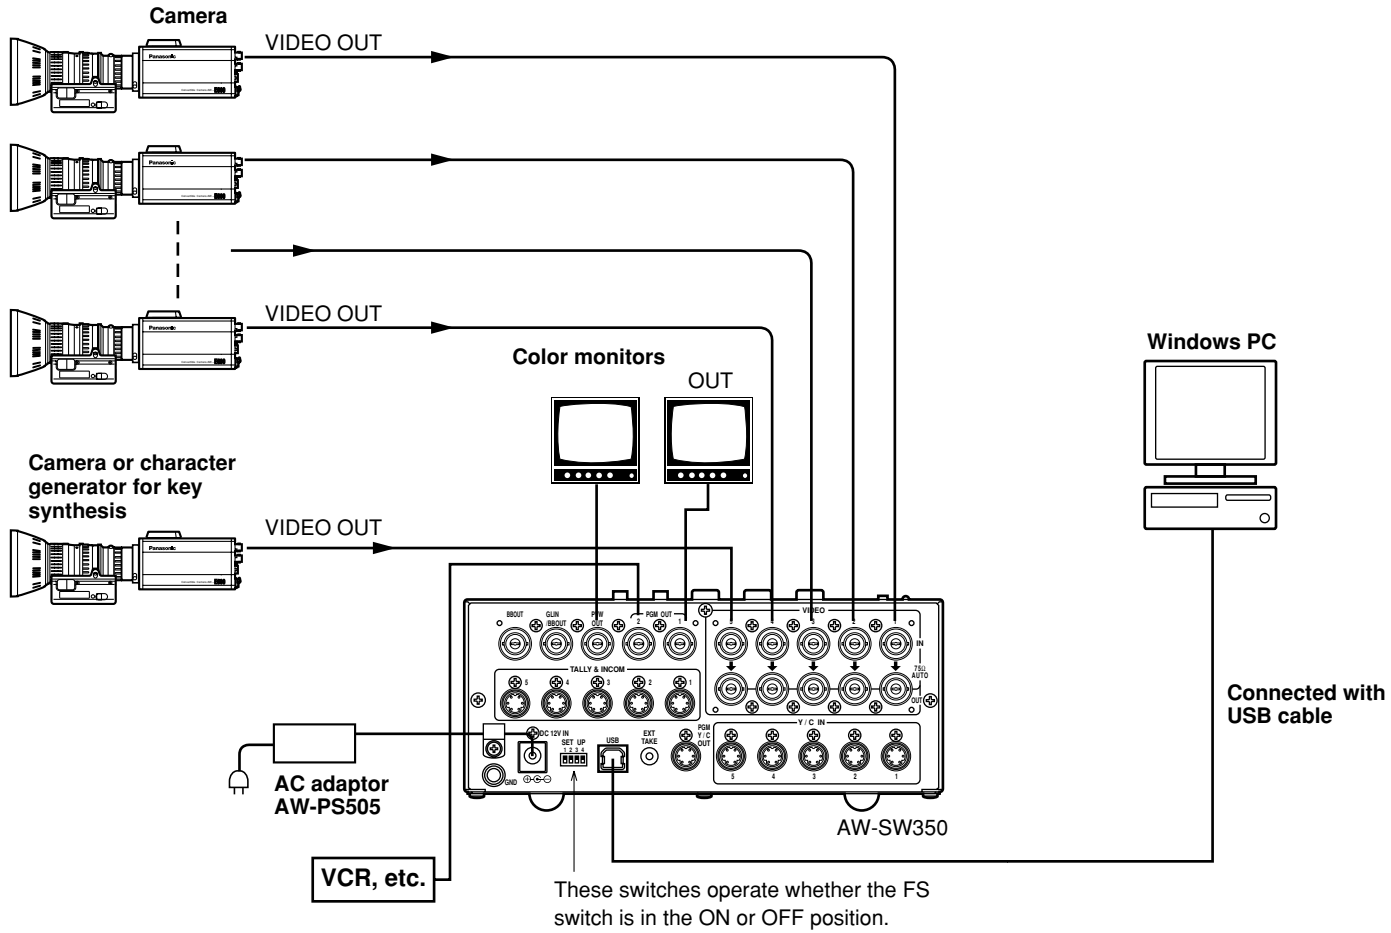 Camera
VIDEO OUT
Panasonic
Panasonic
VIDEO OUT
Panasonic
Color monitors
OUT
Windows PC
Camera or character
generator for key
synthesis
VIDEO OUT
Panasonic
BBOUT
GLIN
/BBOUT
OUT
PGM OUT
2
1
VIDEO
IN
75Ω
AUTO
OUT
TALLY & INCOM
5
4
3
2
1
Connected with
USB cable
DC 12V IN
SET UP
1 2 3 4
USB
EXT
TAKE
PGM
Y / C
OUT
Y / C IN
5
4
3
2
1
GND
AC adaptor
AW-PS505
AW-SW350
VCR, etc.
These switches operate whether the FS
switch is in the ON or OFF position.